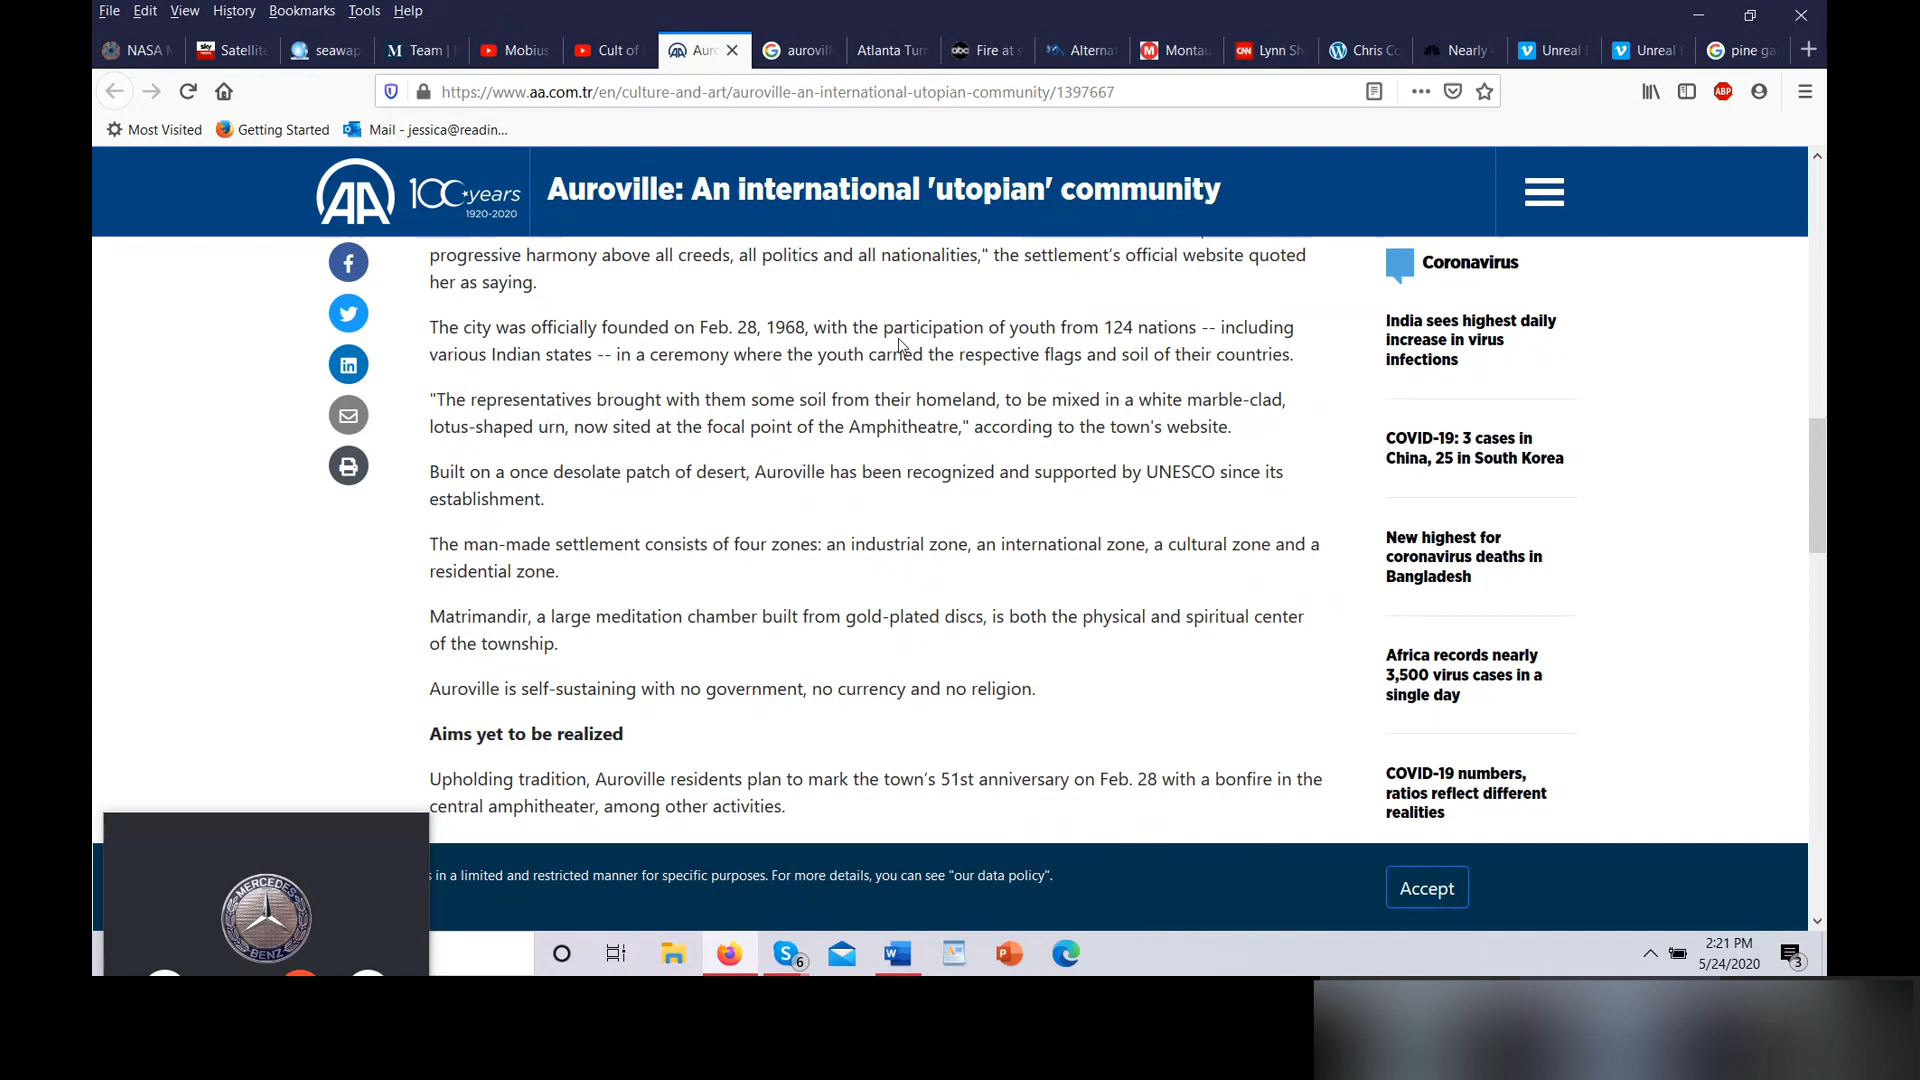 File Edit View History Bookmarks Tools Help
NASA Satellite seawap Team | Mobius Cult of Aur auroville Atlanta Tur Fire at s Alterna Montau Lynn Sh Chris Co Nearly Unreal Unreal pine ga
https://www.aa.com.tr/en/culture-and-art/auroville-an-international-utopian-community/1397667
ABP
Most Visited Getting Started Mail - jessica@readin...
AA 100 years 1920-2020
Auroville: An international 'utopian' community
progressive harmony above all creeds, all politics and all nationalities," the settlement’s official website quoted
her as saying.
The city was officially founded on Feb. 28, 1968, with the participation of youth from 124 nations -- including
various Indian states -- in a ceremony where the youth carried the respective flags and soil of their countries.
"The representatives brought with them some soil from their homeland, to be mixed in a white marble-clad,
lotus-shaped urn, now sited at the focal point of the Amphitheatre," according to the town's website.
Built on a once desolate patch of desert, Auroville has been recognized and supported by UNESCO since its
establishment.
The man-made settlement consists of four zones: an industrial zone, an international zone, a cultural zone and a
residential zone.
Matrimandir, a large meditation chamber built from gold-plated discs, is both the physical and spiritual center
of the township.
Auroville is self-sustaining with no government, no currency and no religion.
Aims yet to be realized
Upholding tradition, Auroville residents plan to mark the town’s 51st anniversary on Feb. 28 with a bonfire in the
central amphitheater, among other activities.
Coronavirus
India sees highest daily
increase in virus
infections
COVID-19: 3 cases in
China, 25 in South Korea
New highest for
coronavirus deaths in
Bangladesh
Africa records nearly
3,500 virus cases in a
single day
COVID-19 numbers,
ratios reflect different
realities
s in a limited and restricted manner for specific purposes. For more details, you can see "our data policy".
Accept
MERCEDES
BENZ
6
2:21 PM
5/24/2020
3